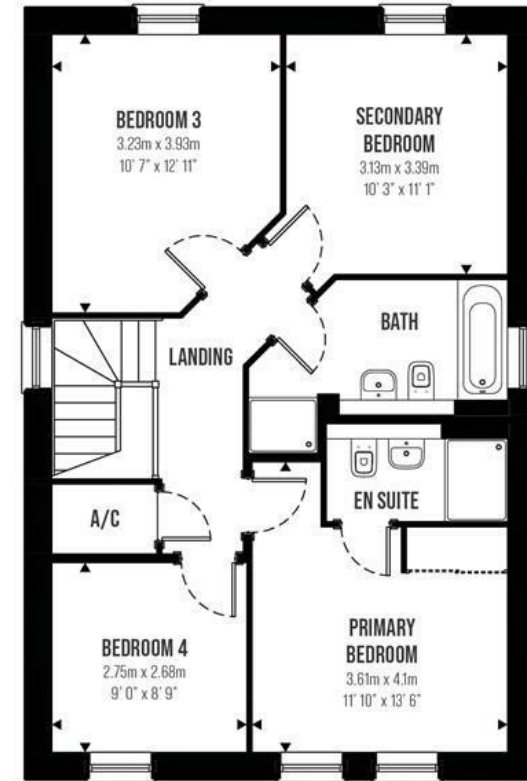 BEDROOM 3
3.23m x 3.93m
10' 7" x 12' 11"
SECONDARY
BEDROOM
3.13m x 3.39m
10' 3" x 11' 1"
LANDING
BATH
A/C
EN SUITE
BEDROOM 4
2.75m x 2.68m
9' 0" x 8' 9"
PRIMARY
BEDROOM
3.61m x 4.1m
11' 10" x 13' 6"